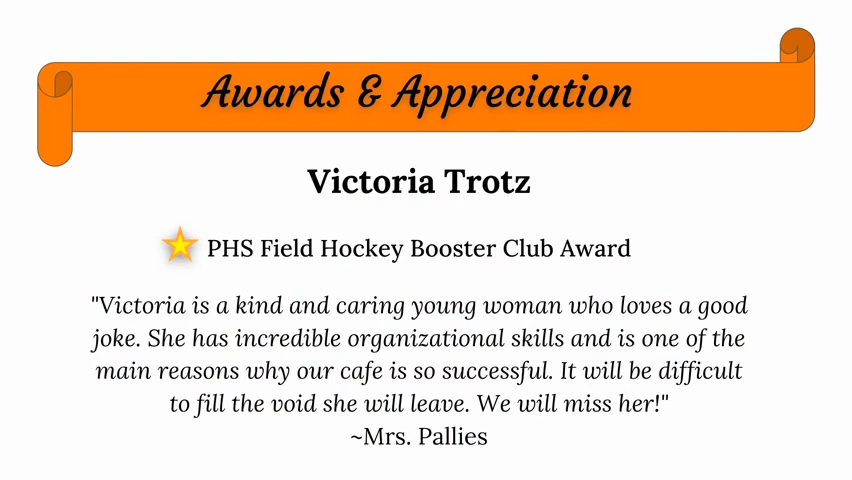 Awards & Appreciation
Victoria Trotz
PHS Field Hockey Booster Club Award
"Victoria is a kind and caring young woman who loves a good
joke. She has incredible organizational skills and is one of the
main reasons why our cafe is so successful. It will be difficult
to fill the void she will leave. We will miss her!"
~Mrs. Pallies